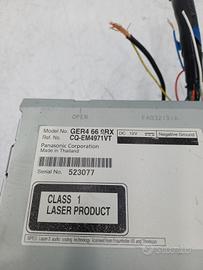 OPEN
Model No. GER4 66 9RX
Ref. No. CQ-EM4971VT
Panasonic Corporation
Made in Thailand
DC 12V
Negative Ground
Serial No. 523077
CLASS 1
LASER PRODUCT